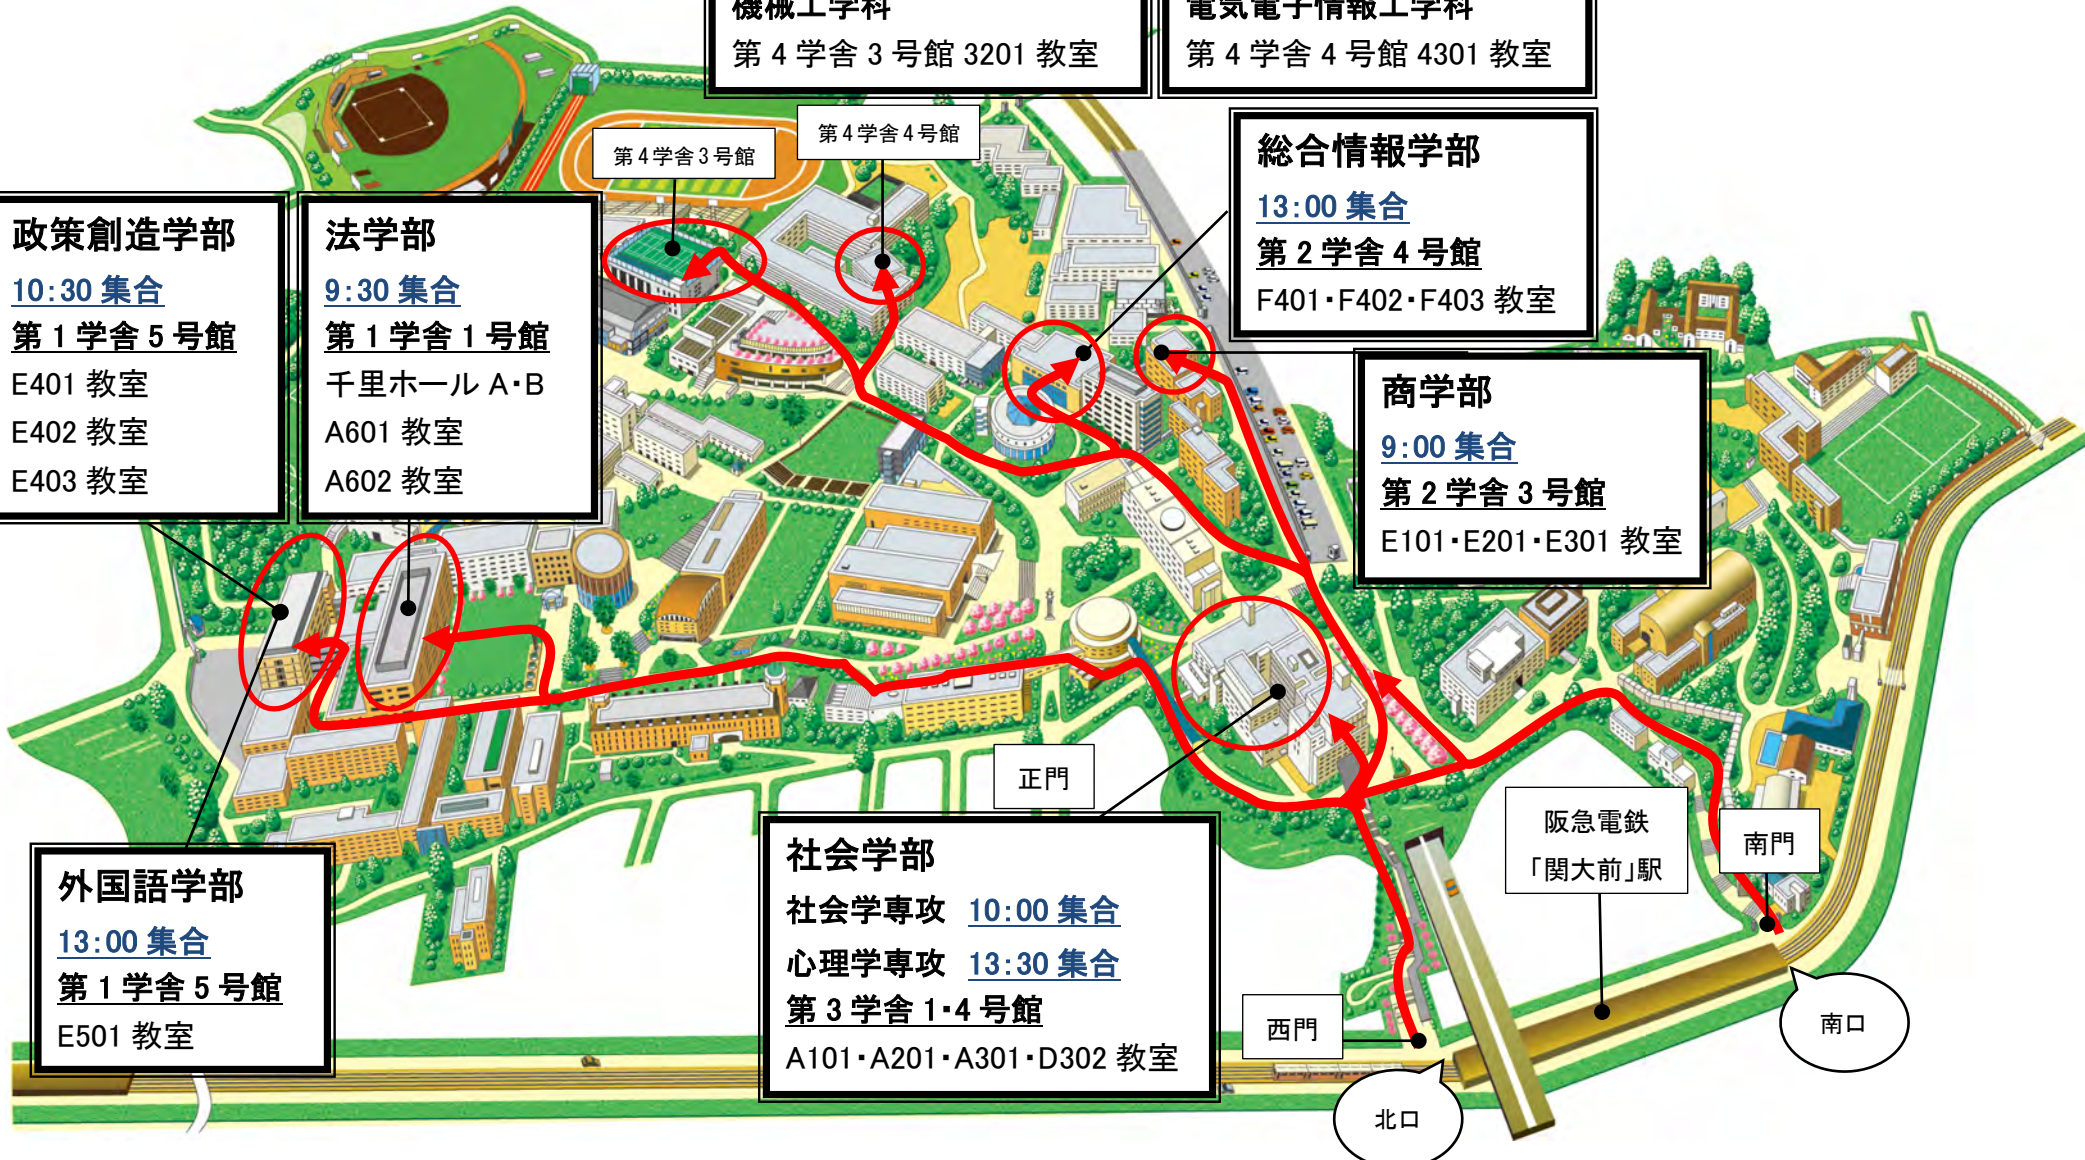 機械工学科
第 4 学舎 3 号館 3201 教室
電気電子情報工学科
第 4 学舎 4 号館 4301 教室
第4学舎3号館
第4学舎4号館
総合情報学部
13:00 集合
第 2 学舎 4 号館
F401・F402・F403 教室
政策創造学部
10:30 集合
第 1 学舎 5 号館
E401 教室
E402 教室
E403 教室
法学部
9:30 集合
第 1 学舎 1 号館
千里ホール A・B
A601 教室
A602 教室
商学部
9:00 集合
第 2 学舎 3 号館
E101・E201・E301 教室
正門
外国語学部
13:00 集合
第 1 学舎 5 号館
E501 教室
社会学部
社会学専攻 10:00 集合
心理学専攻 13:30 集合
第 3 学舎 1・4 号館
A101・A201・A301・D302 教室
阪急電鉄
「関大前」駅
南門
西門
南口
北口